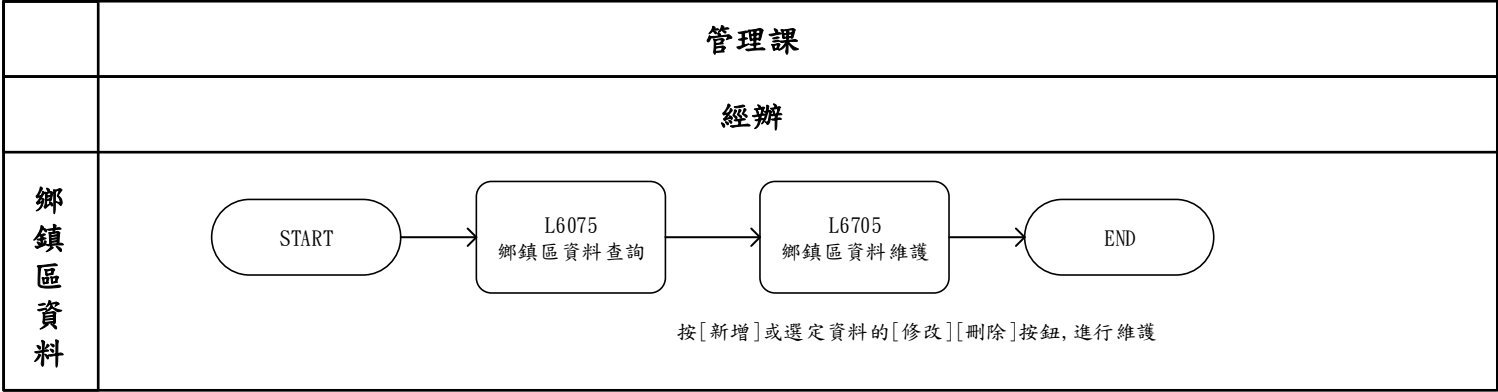 管理課
經辦
鄉鎮區資料
START
L6075
鄉鎮區資料查詢
L6705
鄉鎮區資料維護
END
按[新增]或選定資料的[修改][刪除]按鈕,進行維護